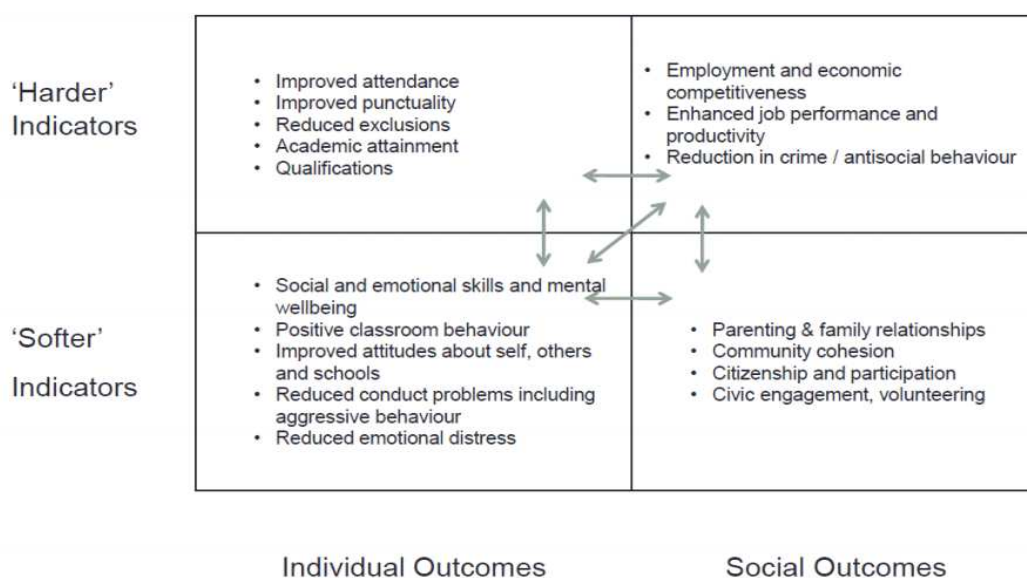 'Harder'
Indicators
• Improved attendance
• Improved punctuality
• Reduced exclusions
• Academic attainment
• Qualifications
• Employment and economic
competitiveness
• Enhanced job performance and
productivity
• Reduction in crime / antisocial behaviour
'Softer'
Indicators
• Social and emotional skills and mental
wellbeing
• Positive classroom behaviour
• Improved attitudes about self, others
and schools
• Reduced conduct problems including
aggressive behaviour
• Reduced emotional distress
• Parenting & family relationships
• Community cohesion
• Citizenship and participation
• Civic engagement, volunteering
Individual Outcomes
Social Outcomes